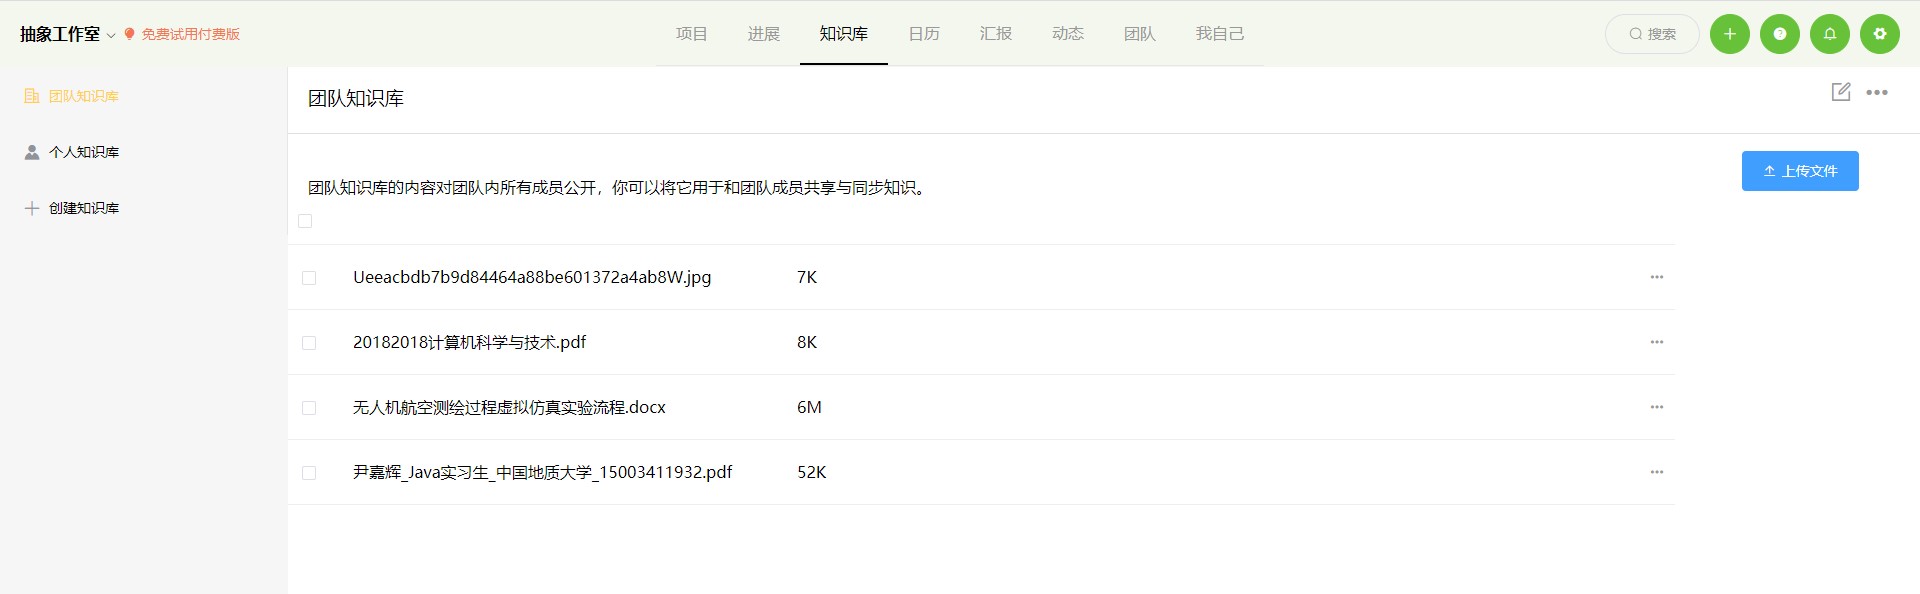 抽象工作室 免费试用付费版 项目 进展 知识库 日历 汇报 动态 团队 我自己 搜索
团队知识库
个人知识库
创建知识库
团队知识库
上传文件
团队知识库的内容对团队内所有成员公开，你可以将它用于和团队成员共享与同步知识。
Ueeacbdb7b9d84464a88be601372a4ab8W.jpg 7K
20182018计算机科学与技术.pdf 8K
无人机航空测绘过程虚拟仿真实验流程.docx 6M
尹嘉辉_Java实习生_中国地质大学_15003411932.pdf 52K